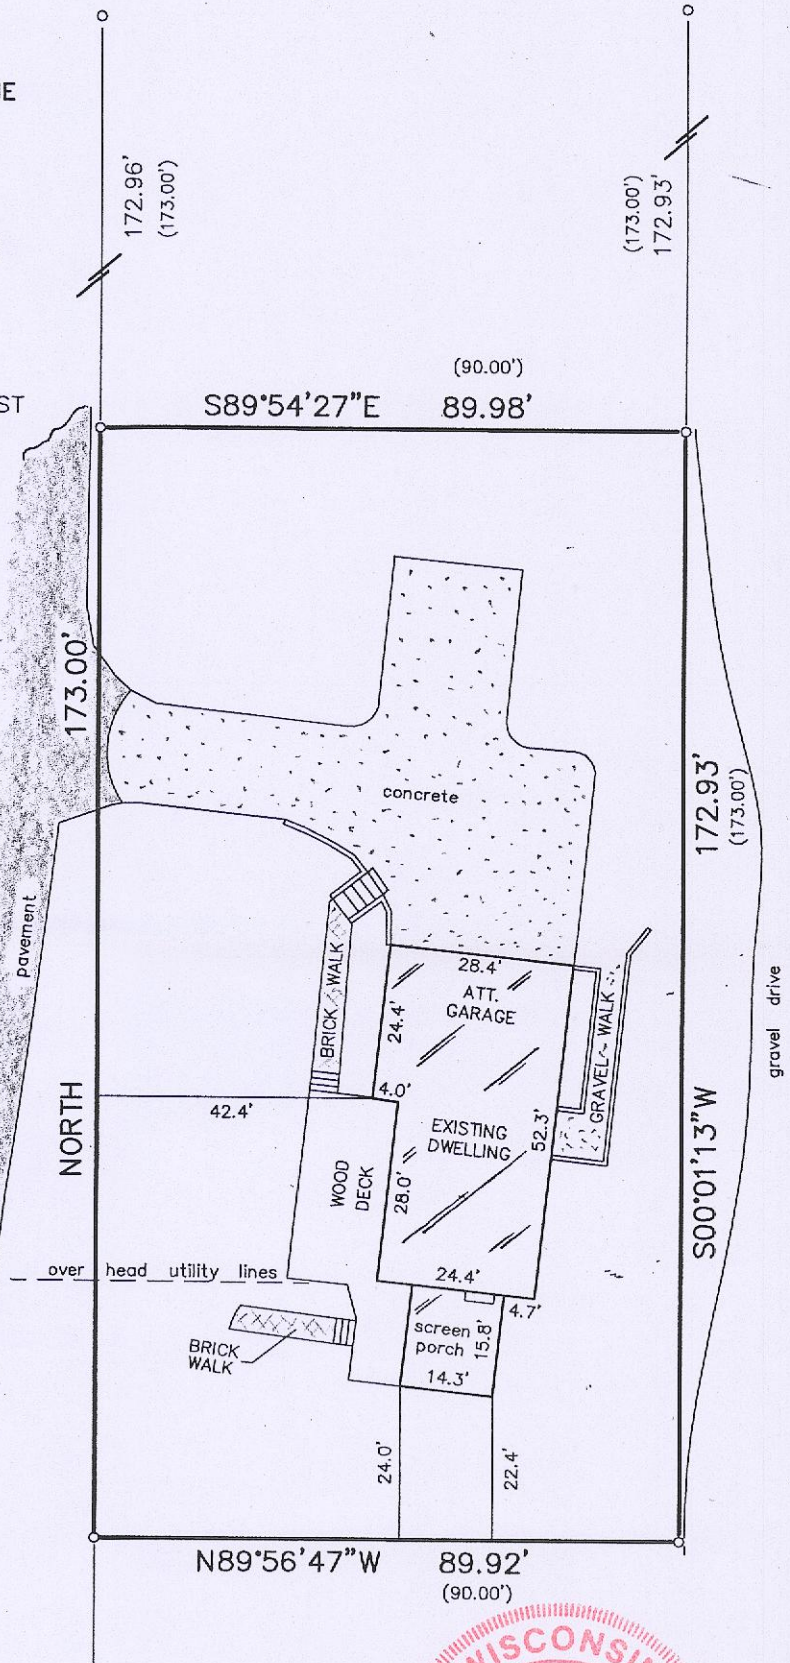 E
172.96'
(173.00')
(173.00')
172.93'
(90.00')
ST
S89°54'27"E 89.98'
173.00'
concrete
172.93'
(173.00')
pavement
BRICK WALK
28.4'
ATT.
GARAGE
24.4'
GRAVEL WALK
gravel drive
4.0'
42.4'
NORTH
EXISTING
DWELLING
52.3'
WOOD
DECK
28.0'
S00°01'13"W
over head utility lines
24.4'
4.7'
screen
porch
15.8'
BRICK
WALK
14.3'
24.0'
22.4'
N89°56'47"W 89.92'
(90.00')
WISCONSIN